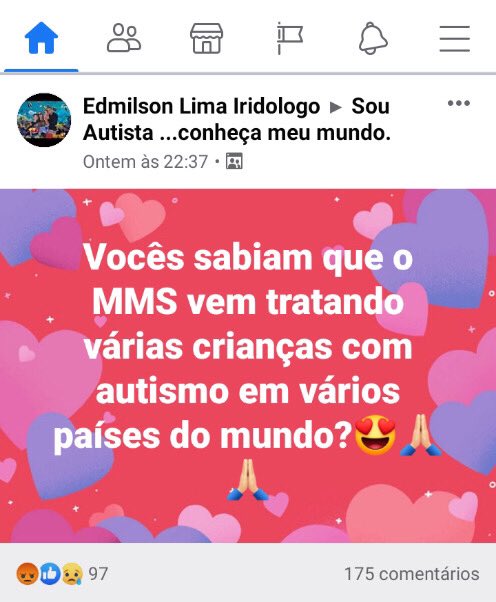 Edmilson Lima Iridologo ► Sou
Autista ...conheça meu mundo.
Ontem às 22:37 •
Vocês sabiam que o
MMS vem tratando
várias crianças com
autismo em vários
países do mundo?😍🙏🏼
🙏🏼
97
175 comentários